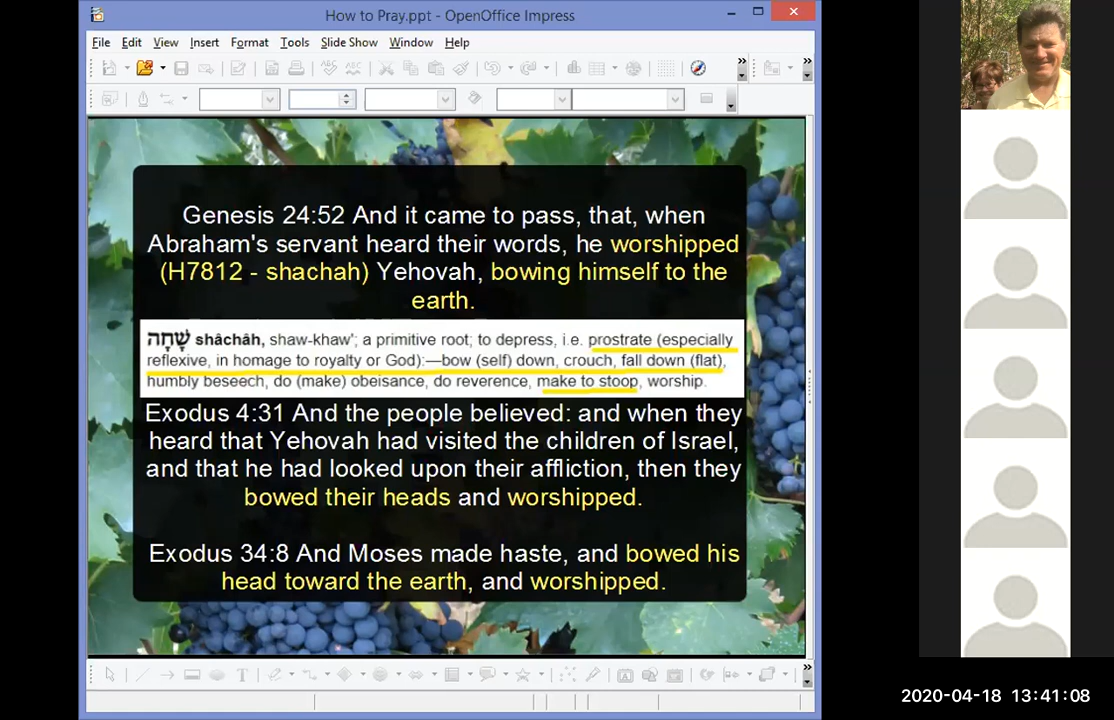 How to Pray.ppt - OpenOffice Impress
File Edit View Insert Format Tools Slide Show Window Help
Genesis 24:52 And it came to pass, that, when
Abraham's servant heard their words, he worshipped
(H7812 - shachah) Yehovah, bowing himself to the
earth.
שָׁחָה shâchâh, shaw-khaw'; a primitive root; to depress, i.e. prostrate (especially
reflexive, in homage to royalty or God):—bow (self) down, crouch, fall down (flat),
humbly beseech, do (make) obeisance, do reverence, make to stoop, worship.
Exodus 4:31 And the people believed: and when they
heard that Yehovah had visited the children of Israel,
and that he had looked upon their affliction, then they
bowed their heads and worshipped.
Exodus 34:8 And Moses made haste, and bowed his
head toward the earth, and worshipped.
2020-04-18 13:41:08